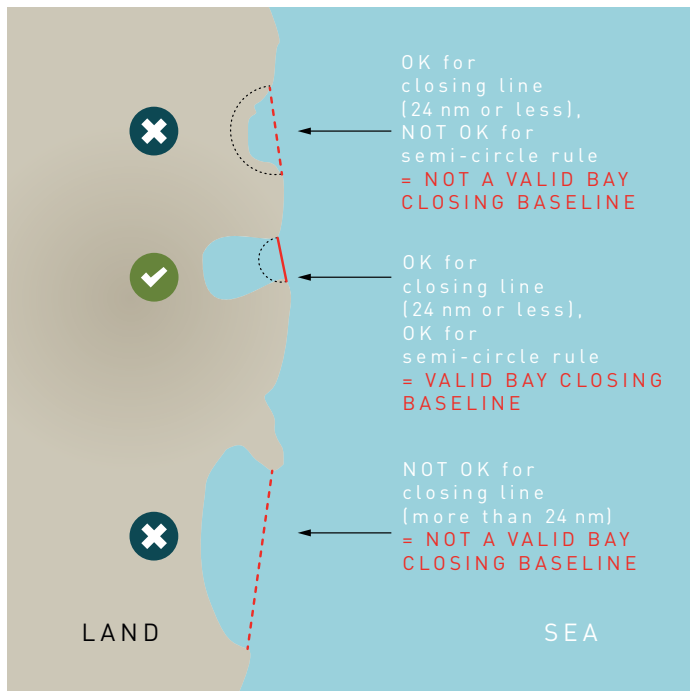 OK for
closing line
(24 nm or less),
NOT OK for
semi-circle rule
= NOT A VALID BAY
CLOSING BASELINE
OK for
closing line
(24 nm or less),
OK for
semi-circle rule
= VALID BAY CLOSING
BASELINE
NOT OK for
closing line
(more than 24 nm)
= NOT A VALID BAY
CLOSING BASELINE
LAND
SEA